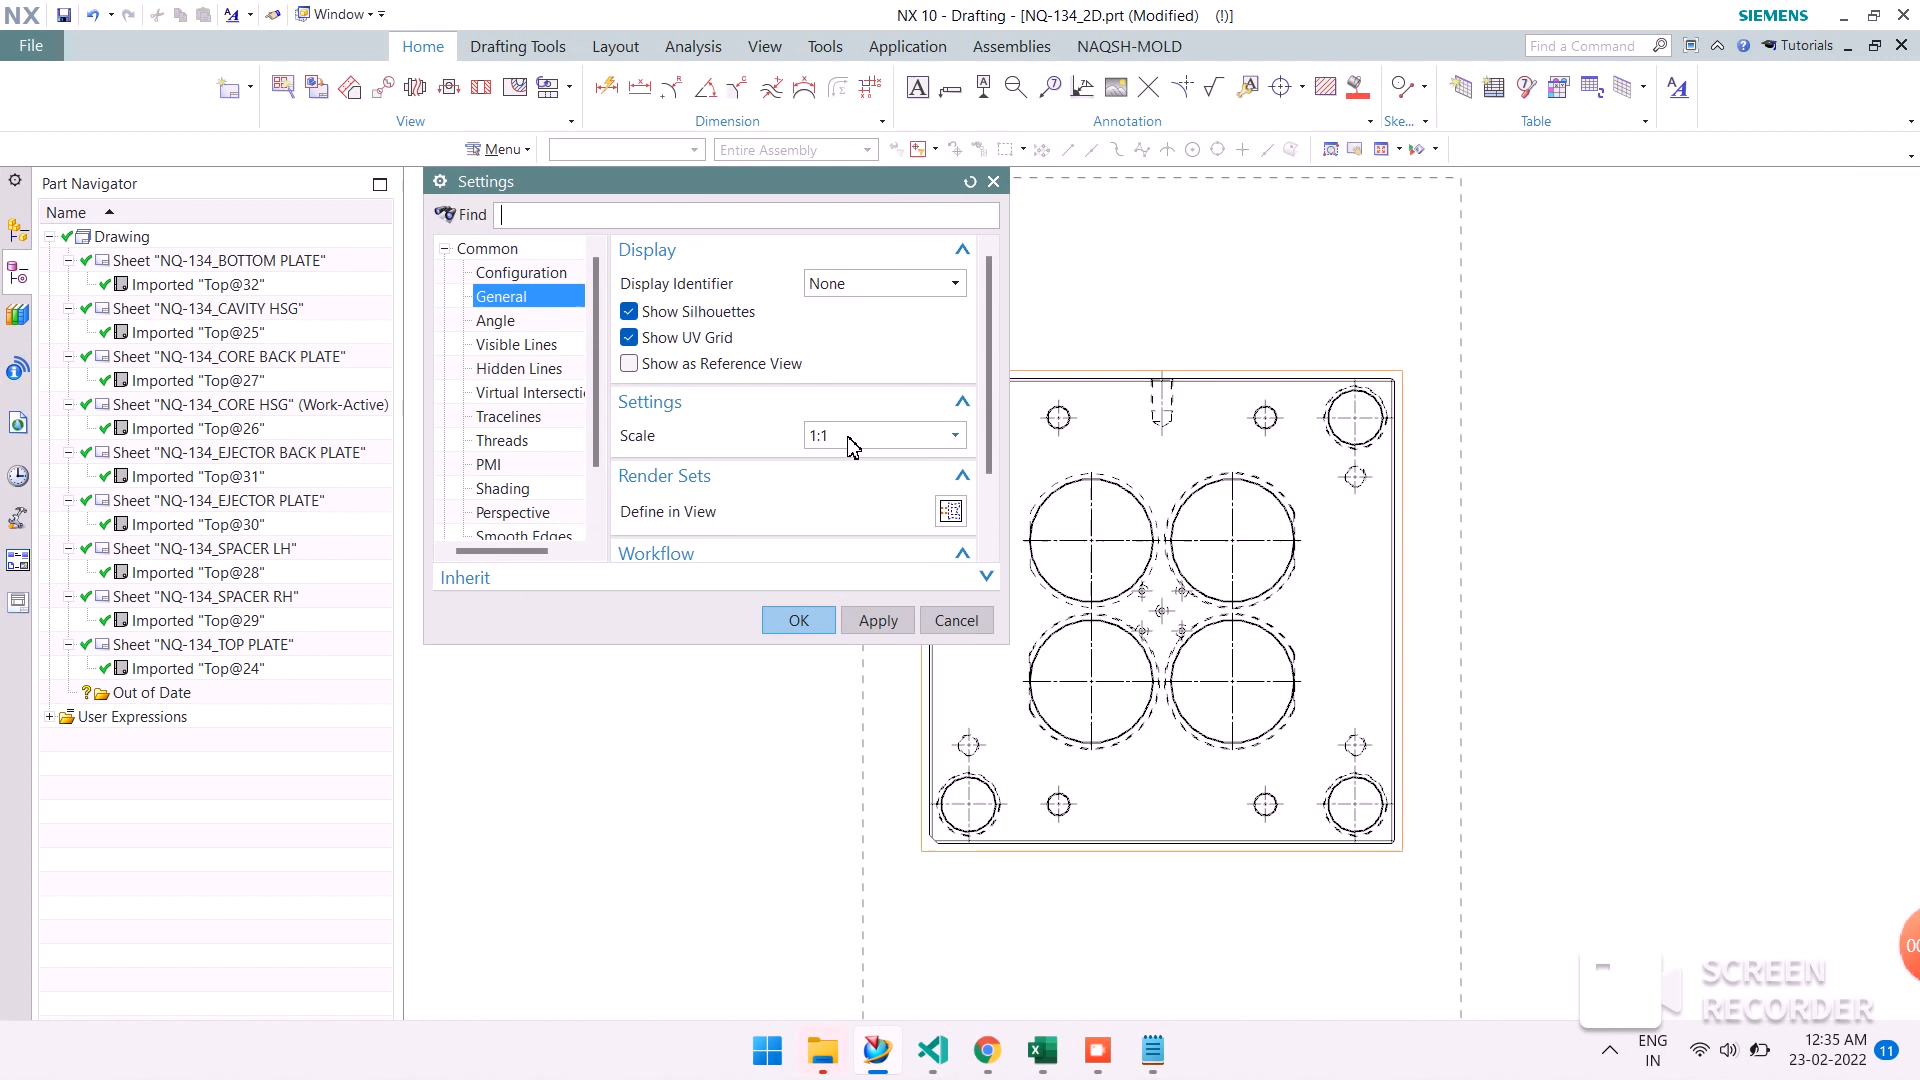 NX
Window
NX 10 - Drafting - [NQ-134_2D.prt (Modified) (!)]
SIEMENS
File
Home
Drafting Tools
Layout
Analysis
View
Tools
Application
Assemblies
NAQSH-MOLD
Find a Command
Tutorials
View
Dimension
Annotation
Ske...
Table
Menu
Entire Assembly
Part Navigator
Name
Drawing
Sheet "NQ-134_BOTTOM PLATE"
Imported "Top@32"
Sheet "NQ-134_CAVITY HSG"
Imported "Top@25"
Sheet "NQ-134_CORE BACK PLATE"
Imported "Top@27"
Sheet "NQ-134_CORE HSG" (Work-Active)
Imported "Top@26"
Sheet "NQ-134_EJECTOR BACK PLATE"
Imported "Top@31"
Sheet "NQ-134_EJECTOR PLATE"
Imported "Top@30"
Sheet "NQ-134_SPACER LH"
Imported "Top@28"
Sheet "NQ-134_SPACER RH"
Imported "Top@29"
Sheet "NQ-134_TOP PLATE"
Imported "Top@24"
Out of Date
User Expressions
Settings
Find
Common
Configuration
General
Angle
Visible Lines
Hidden Lines
Virtual Intersecti
Tracelines
Threads
PMI
Shading
Perspective
Smooth Edges
Display
Display Identifier
None
Show Silhouettes
Show UV Grid
Show as Reference View
Settings
Scale
1:1
Render Sets
Define in View
Workflow
Inherit
OK
Apply
Cancel
00
SCREEN
RECORDER
ENG
IN
12:35 AM
23-02-2022
11